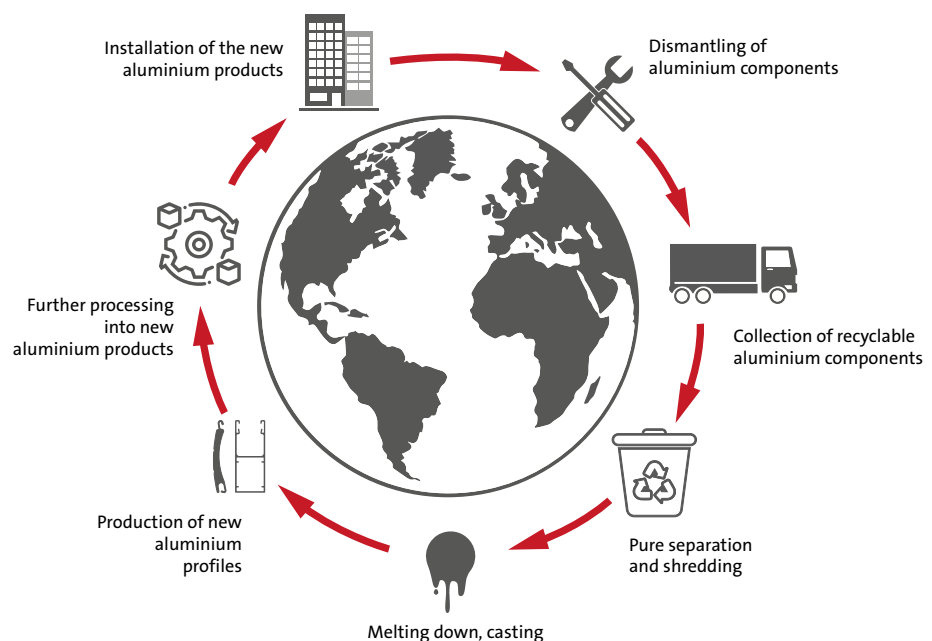 Installation of the new
aluminium products
Dismantling of
aluminium components
Collection of recyclable
aluminium components
Pure separation
and shredding
Melting down, casting
Production of new
aluminium
profiles
Further processing
into new
aluminium products